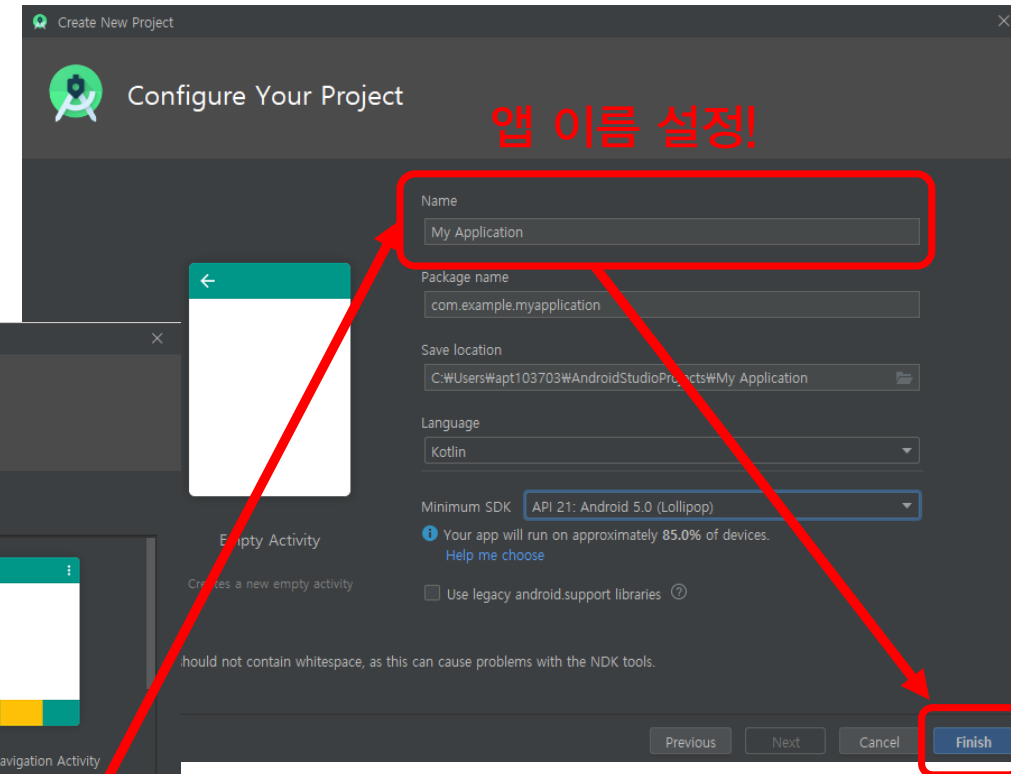 Create New Project
Configure Your Project
앱 이름 설정!
Name
My Application
Package name
com.example.myapplication
Save location
C:₩Users₩apt103703₩AndroidStudioProjects₩My Application
Language
Kotlin
Minimum SDK API 21: Android 5.0 (Lollipop)
Your app will run on approximately 85.0% of devices.
Help me choose
Use legacy android.support libraries ?
Empty Activity
Creates a new empty activity
should not contain whitespace, as this can cause problems with the NDK tools.
Previous Next Cancel Finish
avigation Activity